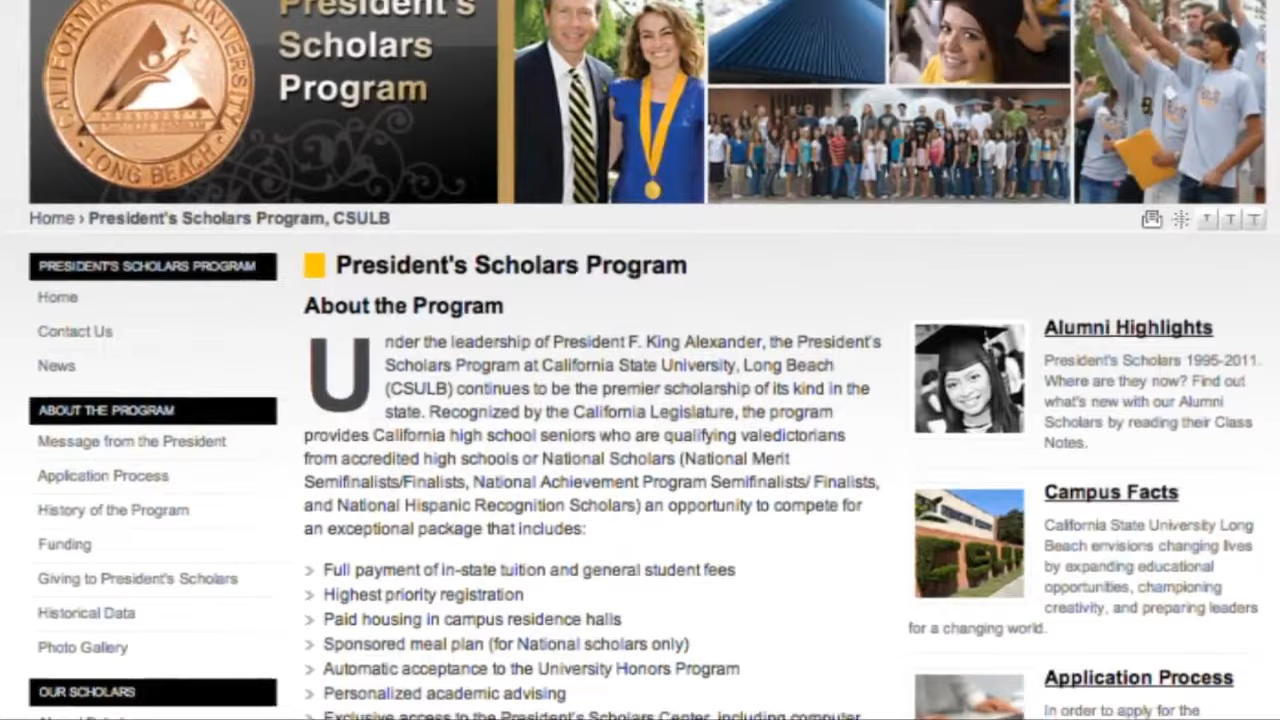 CALIFORNIA
UNIVERSITY
LONG BEACH
President's
Scholars
Program
Home › President's Scholars Program, CSULB
T T T
PRESIDENT'S SCHOLARS PROGRAM
Home
Contact Us
News
ABOUT THE PROGRAM
Message from the President
Application Process
History of the Program
Funding
Giving to President's Scholars
Historical Data
Photo Gallery
OUR SCHOLARS
President's Scholars Program
About the Program
Under the leadership of President F. King Alexander, the President's
Scholars Program at California State University, Long Beach
(CSULB) continues to be the premier scholarship of its kind in the
state. Recognized by the California Legislature, the program
provides California high school seniors who are qualifying valedictorians
from accredited high schools or National Scholars (National Merit
Semifinalists/Finalists, National Achievement Program Semifinalists/ Finalists,
and National Hispanic Recognition Scholars) an opportunity to compete for
an exceptional package that includes:
> Full payment of in-state tuition and general student fees
> Highest priority registration
> Paid housing in campus residence halls
> Sponsored meal plan (for National scholars only)
> Automatic acceptance to the University Honors Program
> Personalized academic advising
> Exclusive access to the President's Scholars Center, including computer
Alumni Highlights
President's Scholars 1995-2011.
Where are they now? Find out
what's new with our Alumni
Scholars by reading their Class
Notes.
Campus Facts
California State University Long
Beach envisions changing lives
by expanding educational
opportunities, championing
creativity, and preparing leaders
for a changing world.
Application Process
In order to apply for the